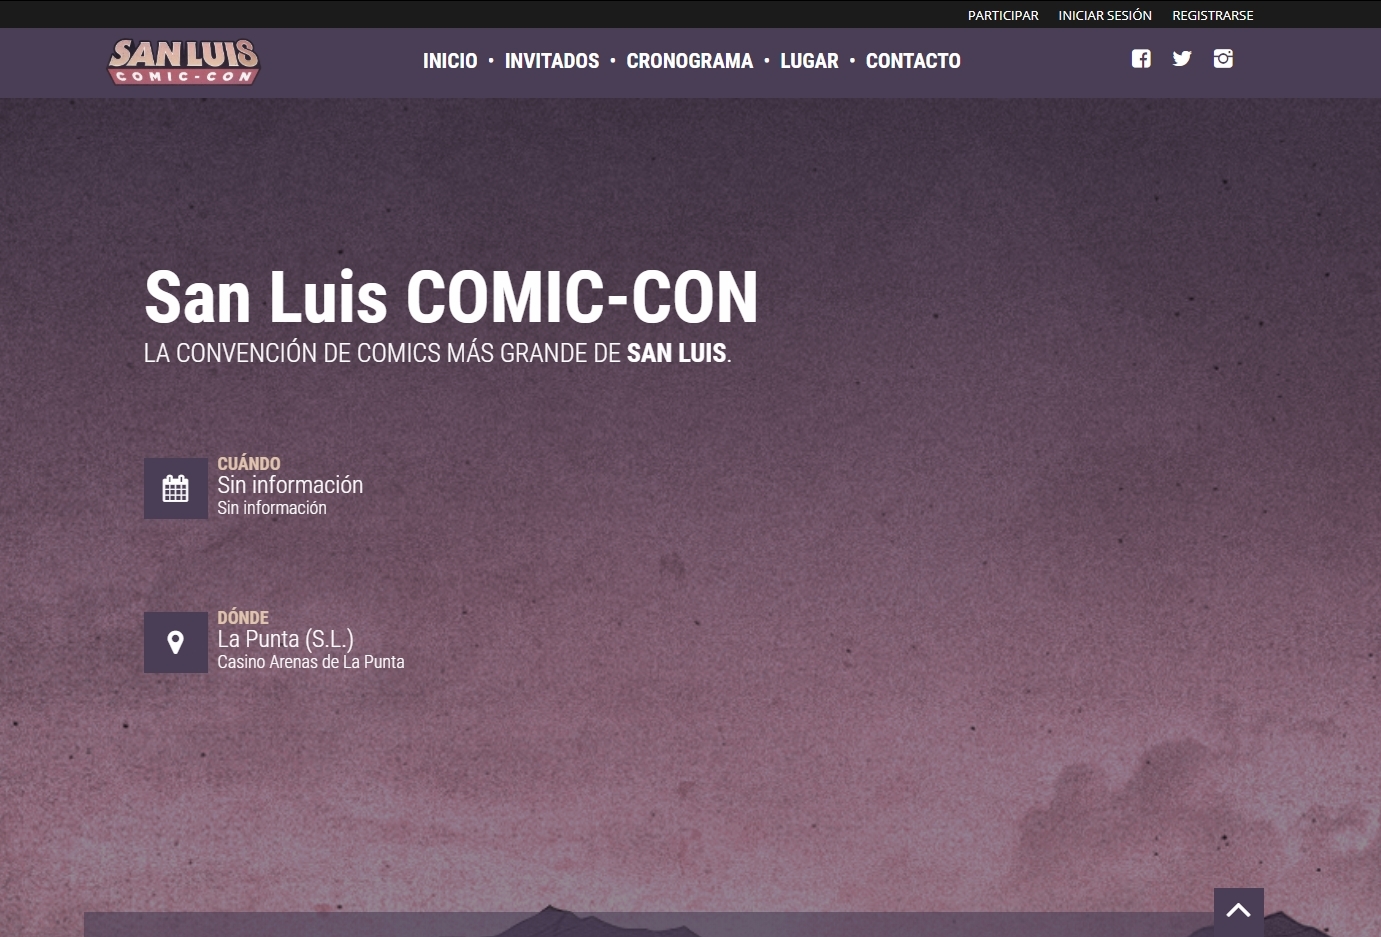 PARTICIPAR INICIAR SESIÓN REGISTRARSE
SAN LUIS
COMIC-CON
INICIO • INVITADOS • CRONOGRAMA • LUGAR • CONTACTO
San Luis COMIC-CON
LA CONVENCIÓN DE COMICS MÁS GRANDE DE SAN LUIS.
CUÁNDO
Sin información
Sin información
DÓNDE
La Punta (S.L.)
Casino Arenas de La Punta